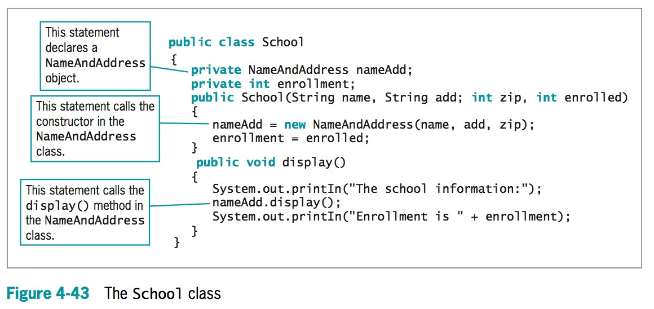 This statement
declares a
NameAndAddress
object.
This statement calls the
constructor in the
NameAndAddress
class.
This statement calls the
display() method in
the NameAndAddress
class.
public class School
{
private NameAndAddress nameAdd;
private int enrollment;
public School(String name, String add; int zip, int enrolled)
{
nameAdd = new NameAndAddress(name, add, zip);
enrollment = enrolled;
}
public void display()
{
System.out.printIn("The school information:");
nameAdd.display();
System.out.printIn("Enrollment is " + enrollment);
}
}
Figure 4-43 The School class